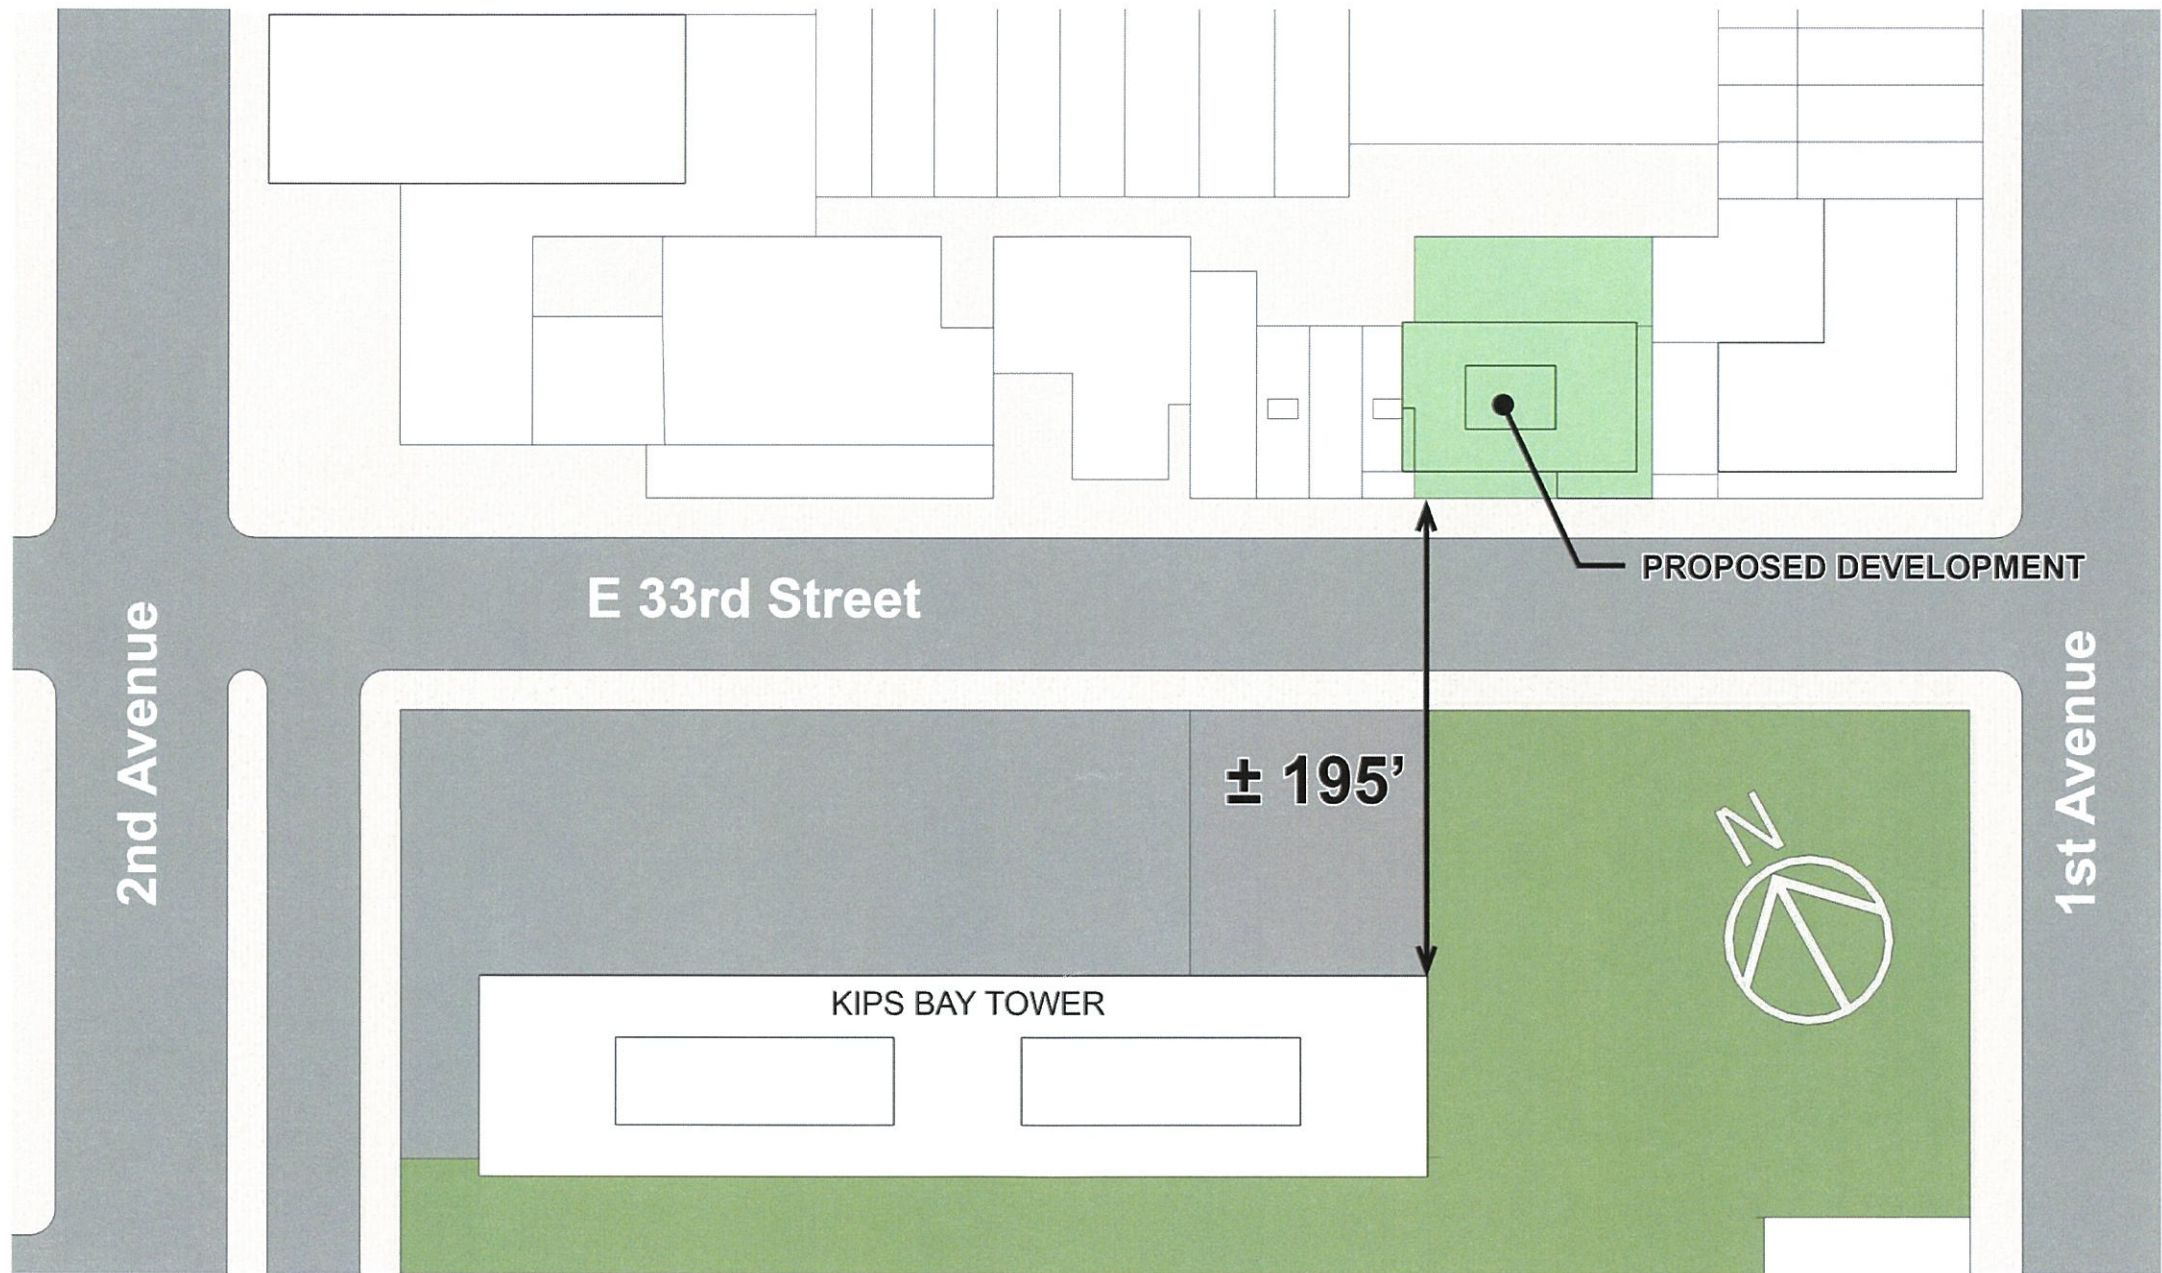 E 33rd Street
PROPOSED DEVELOPMENT
2nd Avenue
1st Avenue
± 195’
N
KIPS BAY TOWER